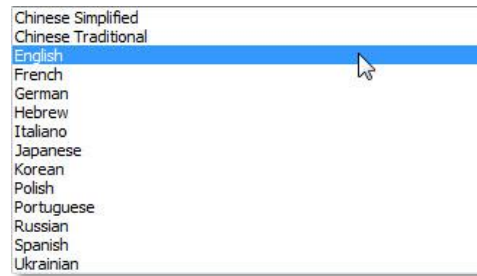 Chinese Simplified
Chinese Traditional
English
French
German
Hebrew
Italiano
Japanese
Korean
Polish
Portuguese
Russian
Spanish
Ukrainian